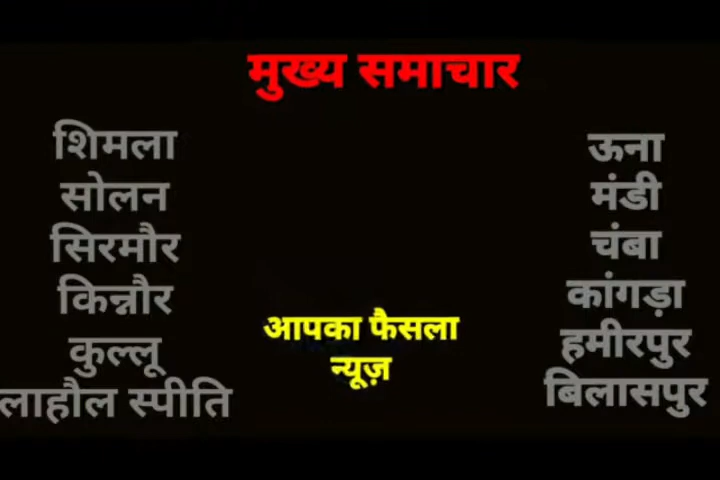 मुख्य समाचार
शिमला
सोलन
सिरमौर
किन्नौर
कुल्लू
लाहौल स्पीति
आपका फैसला
न्यूज़
ऊना
मंडी
चंबा
कांगड़ा
हमीरपुर
बिलासपुर